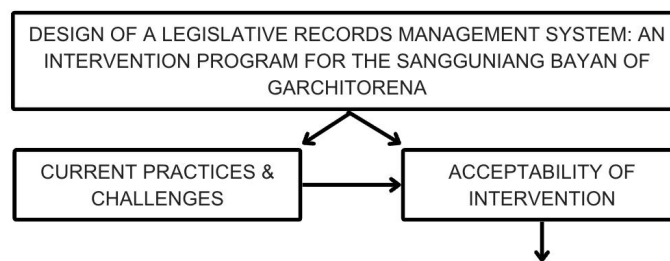 DESIGN OF A LEGISLATIVE RECORDS MANAGEMENT SYSTEM: AN
INTERVENTION PROGRAM FOR THE SANGGUNIANG BAYAN OF
GARCHITORENA
CURRENT PRACTICES &
CHALLENGES
ACCEPTABILITY OF
INTERVENTION